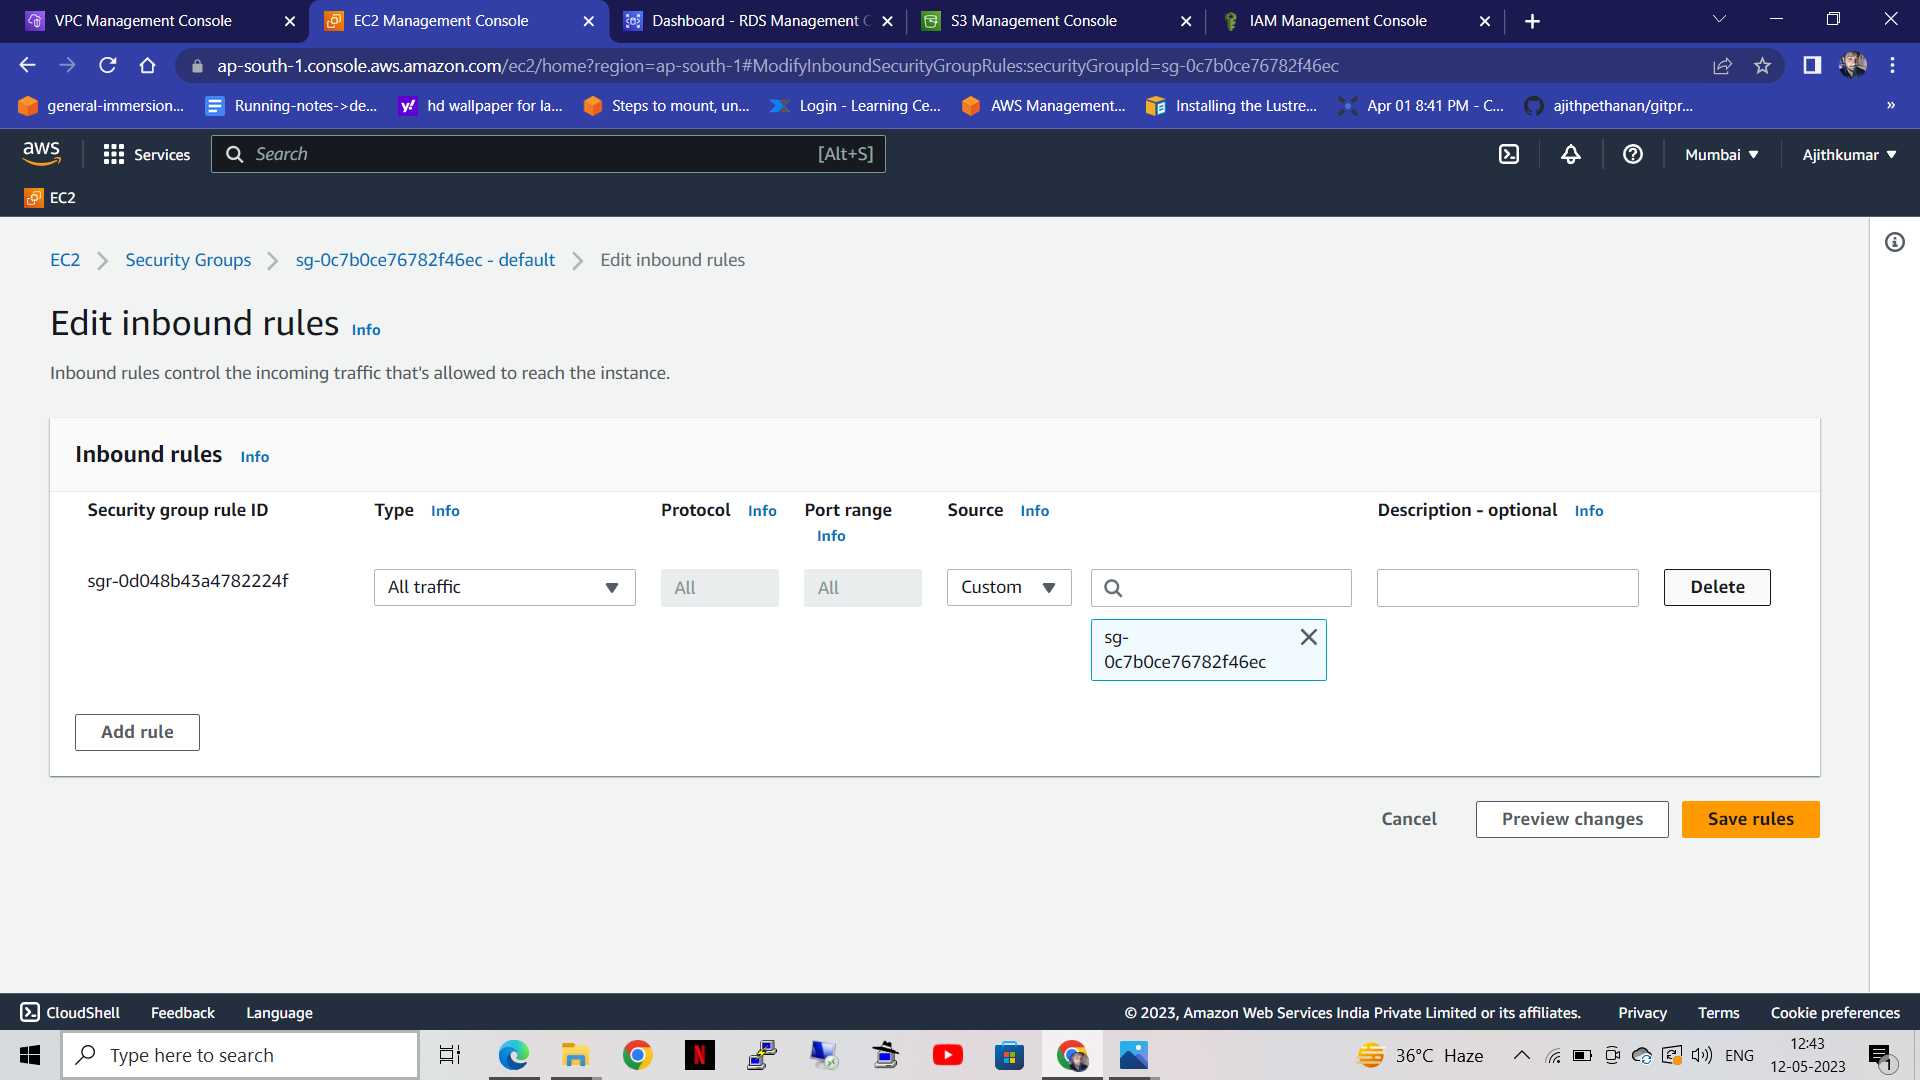 VPC Management Console
EC2 Management Console
Dashboard - RDS Management C
S3 Management Console
IAM Management Console
ap-south-1.console.aws.amazon.com/ec2/home?region=ap-south-1#ModifyInboundSecurityGroupRules:securityGroupId=sg-0c7b0ce76782f46ec
general-immersion...
Running-notes->de...
y!
hd wallpaper for la...
Steps to mount, un...
Login - Learning Ce...
AWS Management...
Installing the Lustre...
Apr 01 8:41 PM - C...
ajithpethanan/gitpr...
»
aws
Services
Search
[Alt+S]
Mumbai
Ajithkumar
EC2
EC2
Security Groups
sg-0c7b0ce76782f46ec - default
Edit inbound rules
Edit inbound rules Info
Inbound rules control the incoming traffic that's allowed to reach the instance.
Inbound rules Info
Security group rule ID
Type Info
Protocol Info
Port range
Info
Source Info
Description - optional Info
sgr-0d048b43a4782224f
All traffic
All
All
Custom
Delete
sg-
0c7b0ce76782f46ec
Add rule
Cancel
Preview changes
Save rules
CloudShell
Feedback
Language
© 2023, Amazon Web Services India Private Limited or its affiliates.
Privacy
Terms
Cookie preferences
Type here to search
N
36°C Haze
ENG
12:43
12-05-2023
1